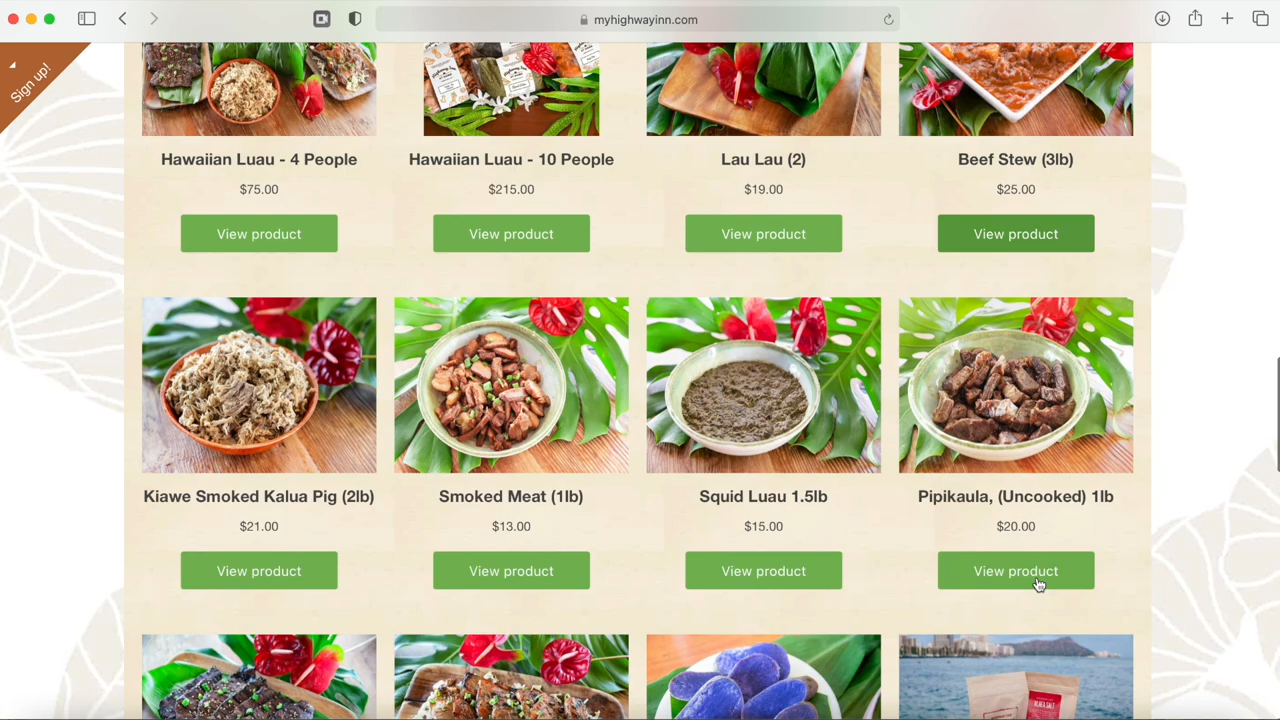 myhighwayinn.com
Sign up!
Hawaiian Luau - 4 People
Hawaiian Luau - 10 People
Lau Lau (2)
Beef Stew (3lb)
$75.00
$215.00
$19.00
$25.00
View product
View product
View product
View product
Kiawe Smoked Kalua Pig (2lb)
Smoked Meat (1lb)
Squid Luau 1.5lb
Pipikaula, (Uncooked) 1lb
$21.00
$13.00
$15.00
$20.00
View product
View product
View product
View product